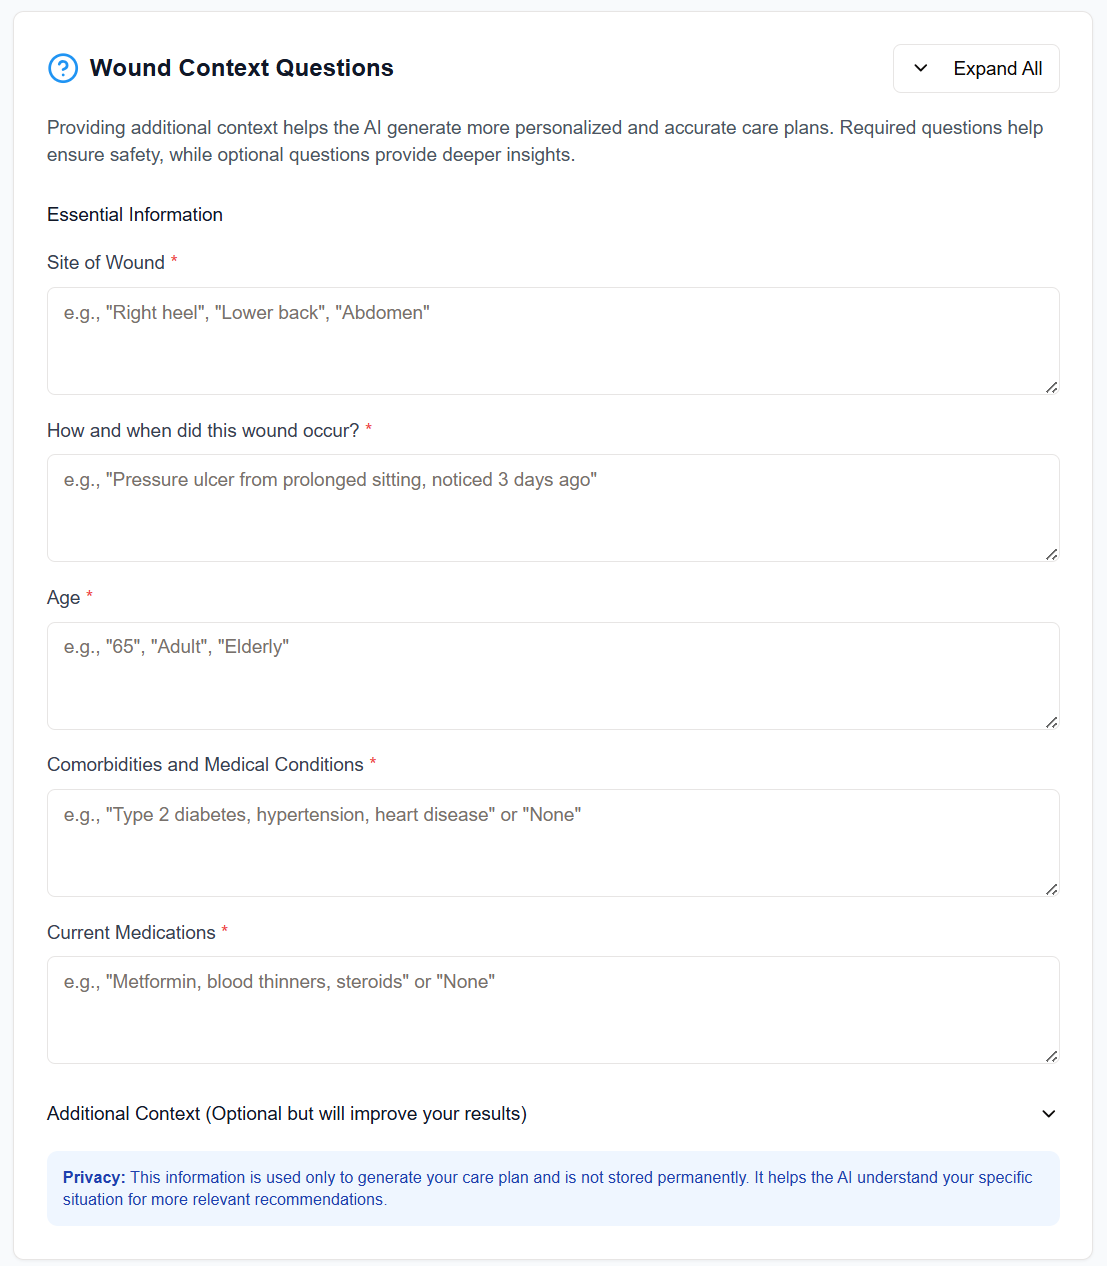 Wound Context Questions
Expand All
Providing additional context helps the AI generate more personalized and accurate care plans. Required questions help
ensure safety, while optional questions provide deeper insights.
Essential Information
Site of Wound *
e.g., "Right heel", "Lower back", "Abdomen"
How and when did this wound occur? *
e.g., "Pressure ulcer from prolonged sitting, noticed 3 days ago"
Age *
e.g., "65", "Adult", "Elderly"
Comorbidities and Medical Conditions *
e.g., "Type 2 diabetes, hypertension, heart disease" or "None"
Current Medications *
e.g., "Metformin, blood thinners, steroids" or "None"
Additional Context (Optional but will improve your results)
Privacy: This information is used only to generate your care plan and is not stored permanently. It helps the AI understand your specific
situation for more relevant recommendations.